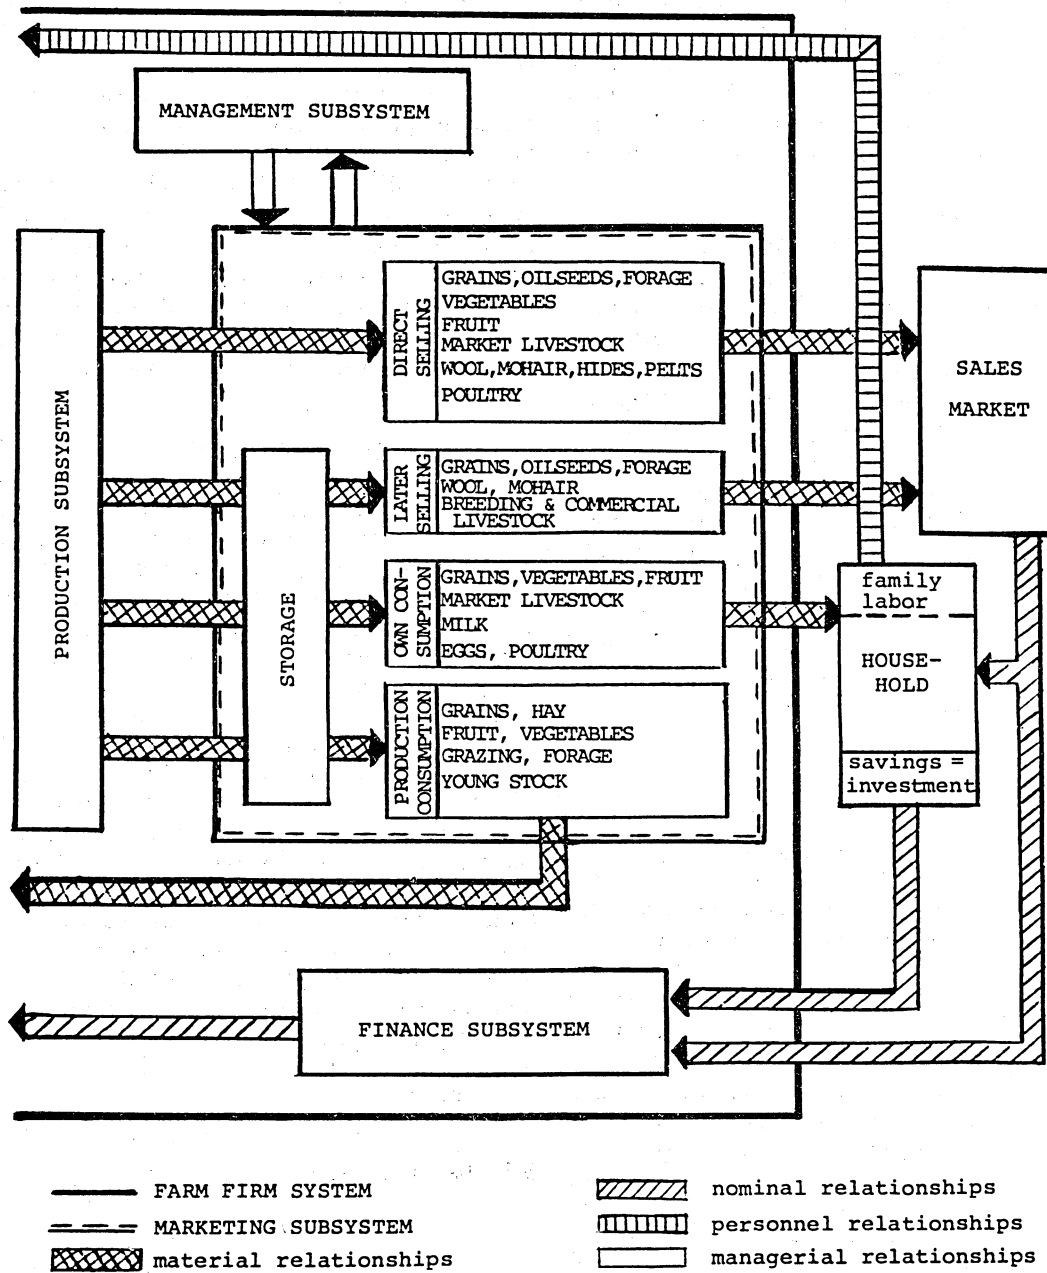 MANAGEMENT SUBSYSTEM
PRODUCTION SUBSYSTEM
STORAGE
DIRECT
SELLING
GRAINS,OILSEEDS,FORAGE
VEGETABLES
FRUIT
MARKET LIVESTOCK
WOOL,MOHAIR,HIDES,PELTS
POULTRY
LATER
SELLING
GRAINS,OILSEEDS,FORAGE
WOOL, MOHAIR
BREEDING & COMMERCIAL
LIVESTOCK
OWN CON-
SUMPTION
GRAINS,VEGETABLES,FRUIT
MARKET LIVESTOCK
MILK
EGGS, POULTRY
PRODUCTION
CONSUMPTION
GRAINS, HAY
FRUIT, VEGETABLES
GRAZING, FORAGE
YOUNG STOCK
SALES
MARKET
family
labor
HOUSE-
HOLD
savings =
investment
FINANCE SUBSYSTEM
FARM FIRM SYSTEM
MARKETING SUBSYSTEM
material relationships
nominal relationships
personnel relationships
managerial relationships